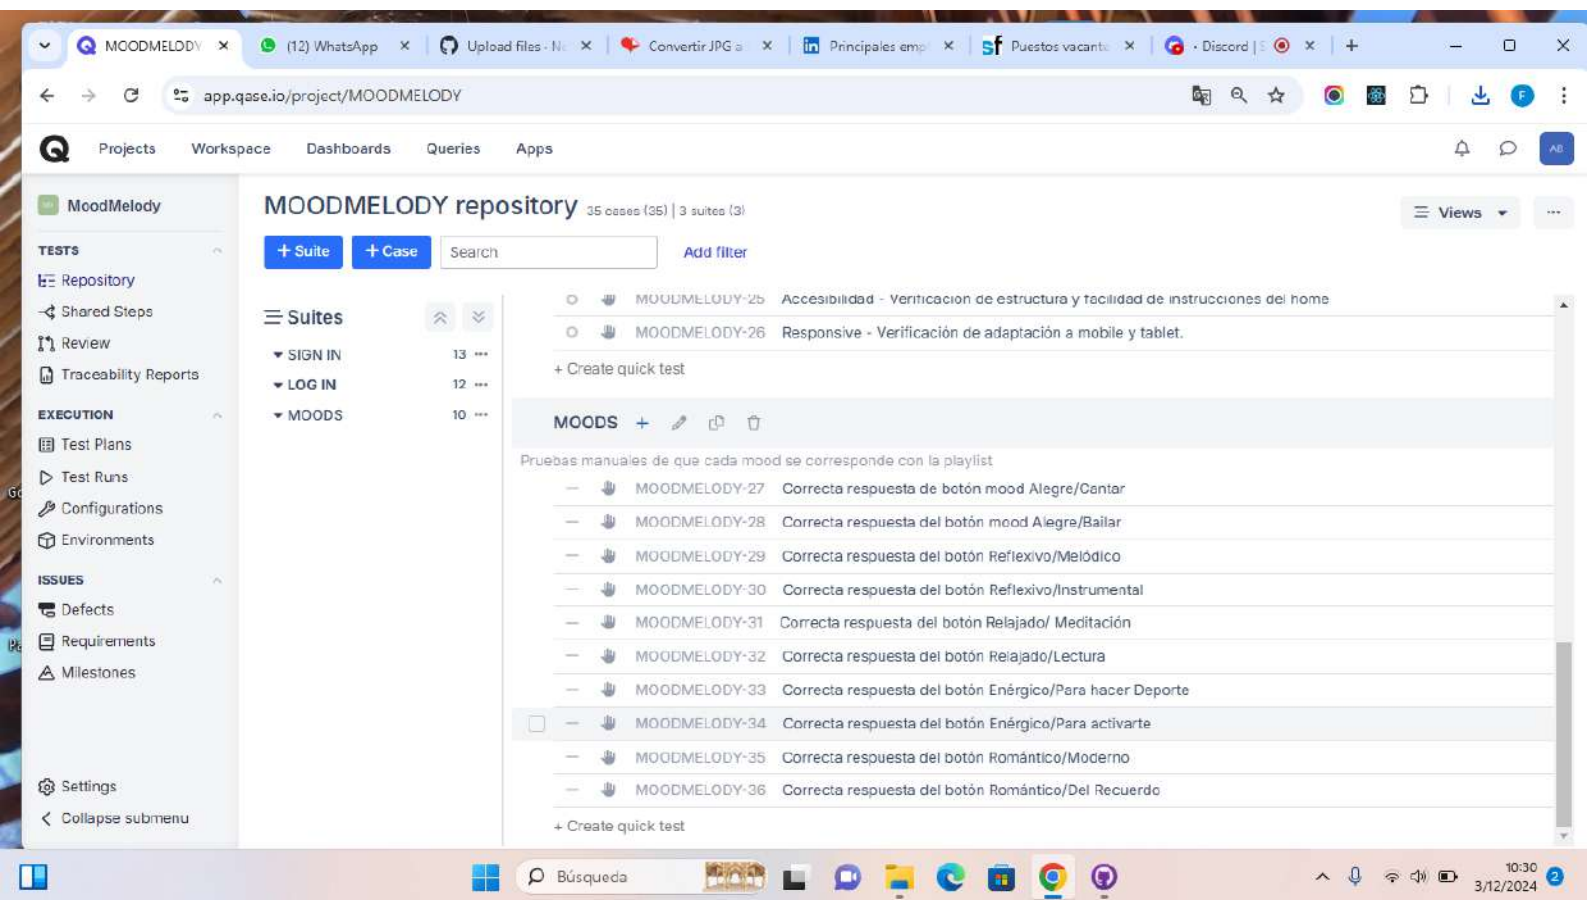 MOODMELODY
(12) WhatsApp
Upload files - N
Convertir JPG a
Principales emp
Puestos vacante
· Discord | S
app.qase.io/project/MOODMELODY
F
Projects Workspace Dashboards Queries Apps
AB
MoodMelody
TESTS
Repository
Shared Steps
Review
Traceability Reports
EXECUTION
Test Plans
Test Runs
Configurations
Environments
ISSUES
Defects
Requirements
Milestones
Settings
Collapse submenu
MOODMELODY repository 35 cases (35) | 3 suites (3)
Views
+ Suite + Case Search Add filter
Suites
SIGN IN 13
LOG IN 12
MOODS 10
MOODMELODY-25 Accesibilidad - Verificación de estructura y facilidad de instrucciones del home
MOODMELODY-26 Responsive - Verificación de adaptación a mobile y tablet.
+ Create quick test
MOODS
Pruebas manuales de que cada mood se corresponde con la playlist
MOODMELODY-27 Correcta respuesta de botón mood Alegre/Cantar
MOODMELODY-28 Correcta respuesta del botón mood Alegre/Bailar
MOODMELODY-29 Correcta respuesta del botón Reflexivo/Melódico
MOODMELODY-30 Correcta respuesta del botón Reflexivo/Instrumental
MOODMELODY-31 Correcta respuesta del botón Relajado/ Meditación
MOODMELODY-32 Correcta respuesta del botón Relajado/Lectura
MOODMELODY-33 Correcta respuesta del botón Enérgico/Para hacer Deporte
MOODMELODY-34 Correcta respuesta del botón Enérgico/Para activarte
MOODMELODY-35 Correcta respuesta del botón Romántico/Moderno
MOODMELODY-36 Correcta respuesta del botón Romántico/Del Recuerdo
+ Create quick test
Búsqueda
10:30
3/12/2024
2